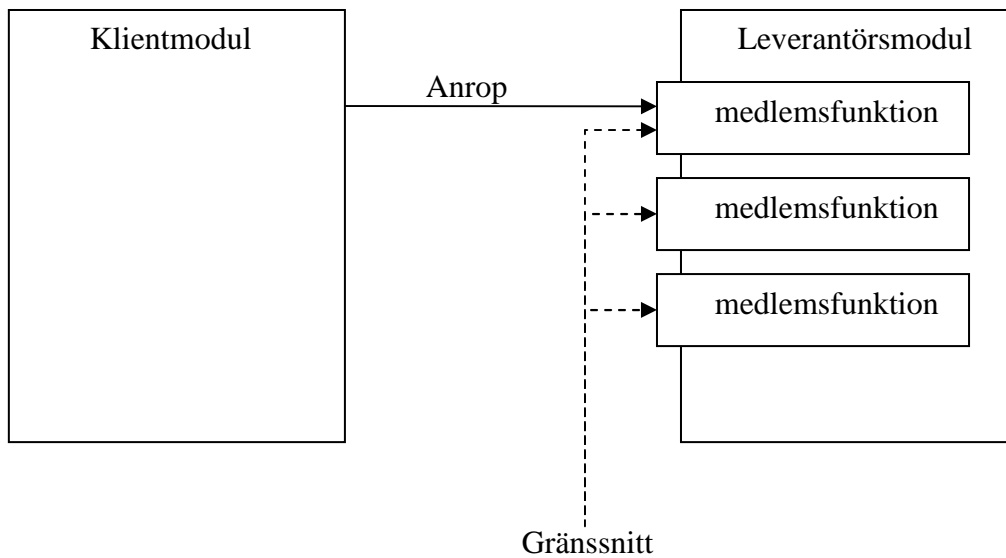 Klientmodul
Leverantörsmodul
Anrop
medlemsfunktion
medlemsfunktion
medlemsfunktion
Gränssnitt